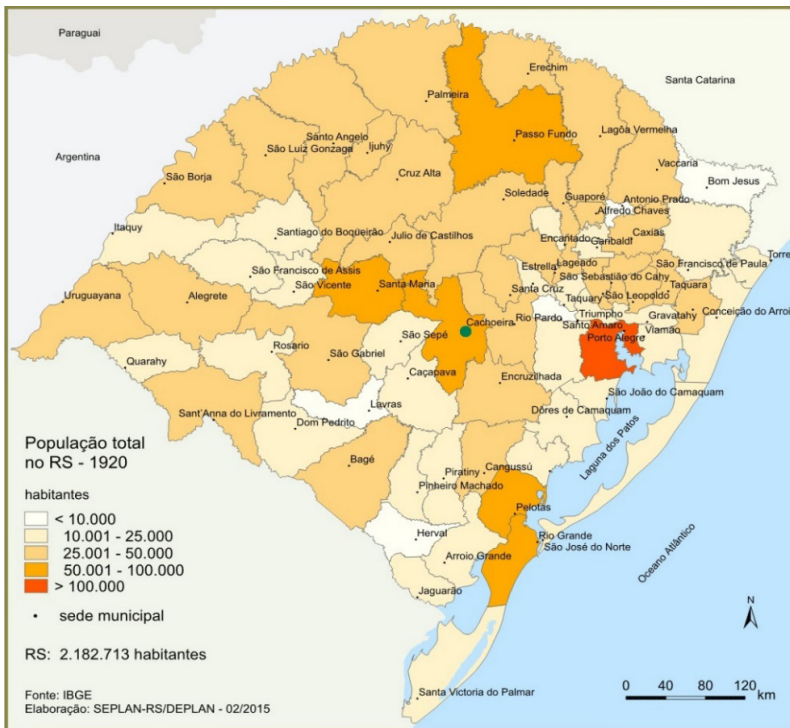 Paraguai
Santa Catarina
Argentina
Erechim
Palmeira
Passo Fundo
Lagôa Vermelha
Santo Angelo
Ijuhy
São Luiz Gonzaga
Vaccaria
Cruz Alta
São Borja
Bom Jesus
Soledade
Guaporé
Antonio Prado
Alfredo Chaves
Itaquy
Caxias
Santiago do Boqueirão
Julio de Castilhos
Encantado
Garibaldi
Torre
São Francisco de Assis
Estrella
Lageado
São Francisco de Paula
São Vicente
Santa Maria
São Sebastião do Cahy
Uruguayana
Alegrete
Santa Cruz
Taquary
São Leopoldo
Taquara
Cachoeira
Rio Pardo
Triumpho
Gravatahy
Conceição do Arroi
São Sepé
Santo Amaro
Viamão
Rosario
Porto Alegre
Quarahy
São Gabriel
Caçapava
Encruzilhada
São João do Camaquam
Lavras
Sant'Anna do Livramento
Dom Pedrito
Dôres de Camaquam
Laguna dos Patos
Bagé
Piratiny
Cangussú
Pinheiro Machado
Pelotas
Herval
Rio Grande
São José do Norte
Arroio Grande
Oceano Atlântico
Jaguarão
Santa Victoria do Palmar
População total
no RS - 1920
habitantes
< 10.000
10.001 - 25.000
25.001 - 50.000
50.001 - 100.000
> 100.000
sede municipal
RS: 2.182.713 habitantes
Fonte: IBGE
Elaboração: SEPLAN-RS/DEPLAN - 02/2015
N
0 40 80 120
km